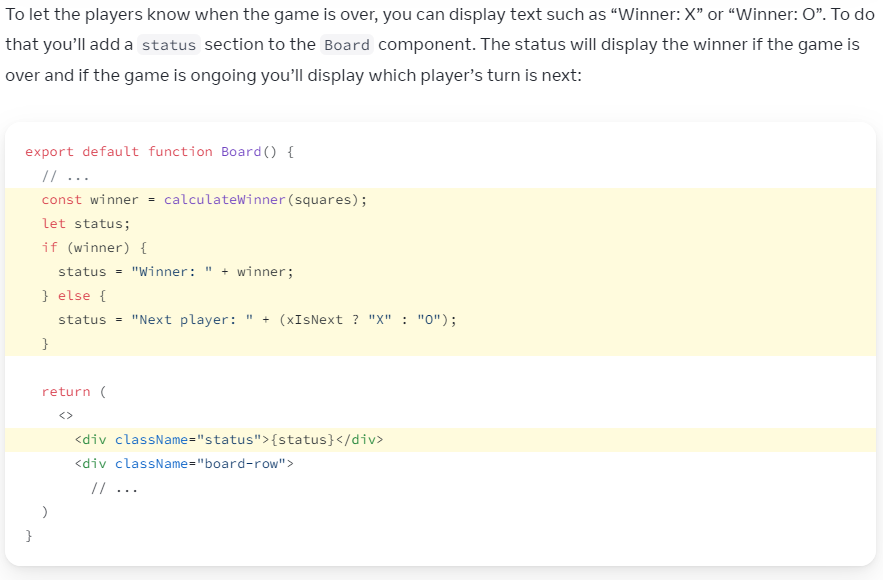 To let the players know when the game is over, you can display text such as “Winner: X” or “Winner: O”. To do
that you’ll add a status section to the Board component. The status will display the winner if the game is
over and if the game is ongoing you’ll display which player’s turn is next:
export default function Board() {
  // ...
  const winner = calculateWinner(squares);
  let status;
  if (winner) {
    status = "Winner: " + winner;
  } else {
    status = "Next player: " + (xIsNext ? "X" : "O");
  }
  return (
    <>
      <div className="status">{status}</div>
      <div className="board-row">
        // ...
  )
}